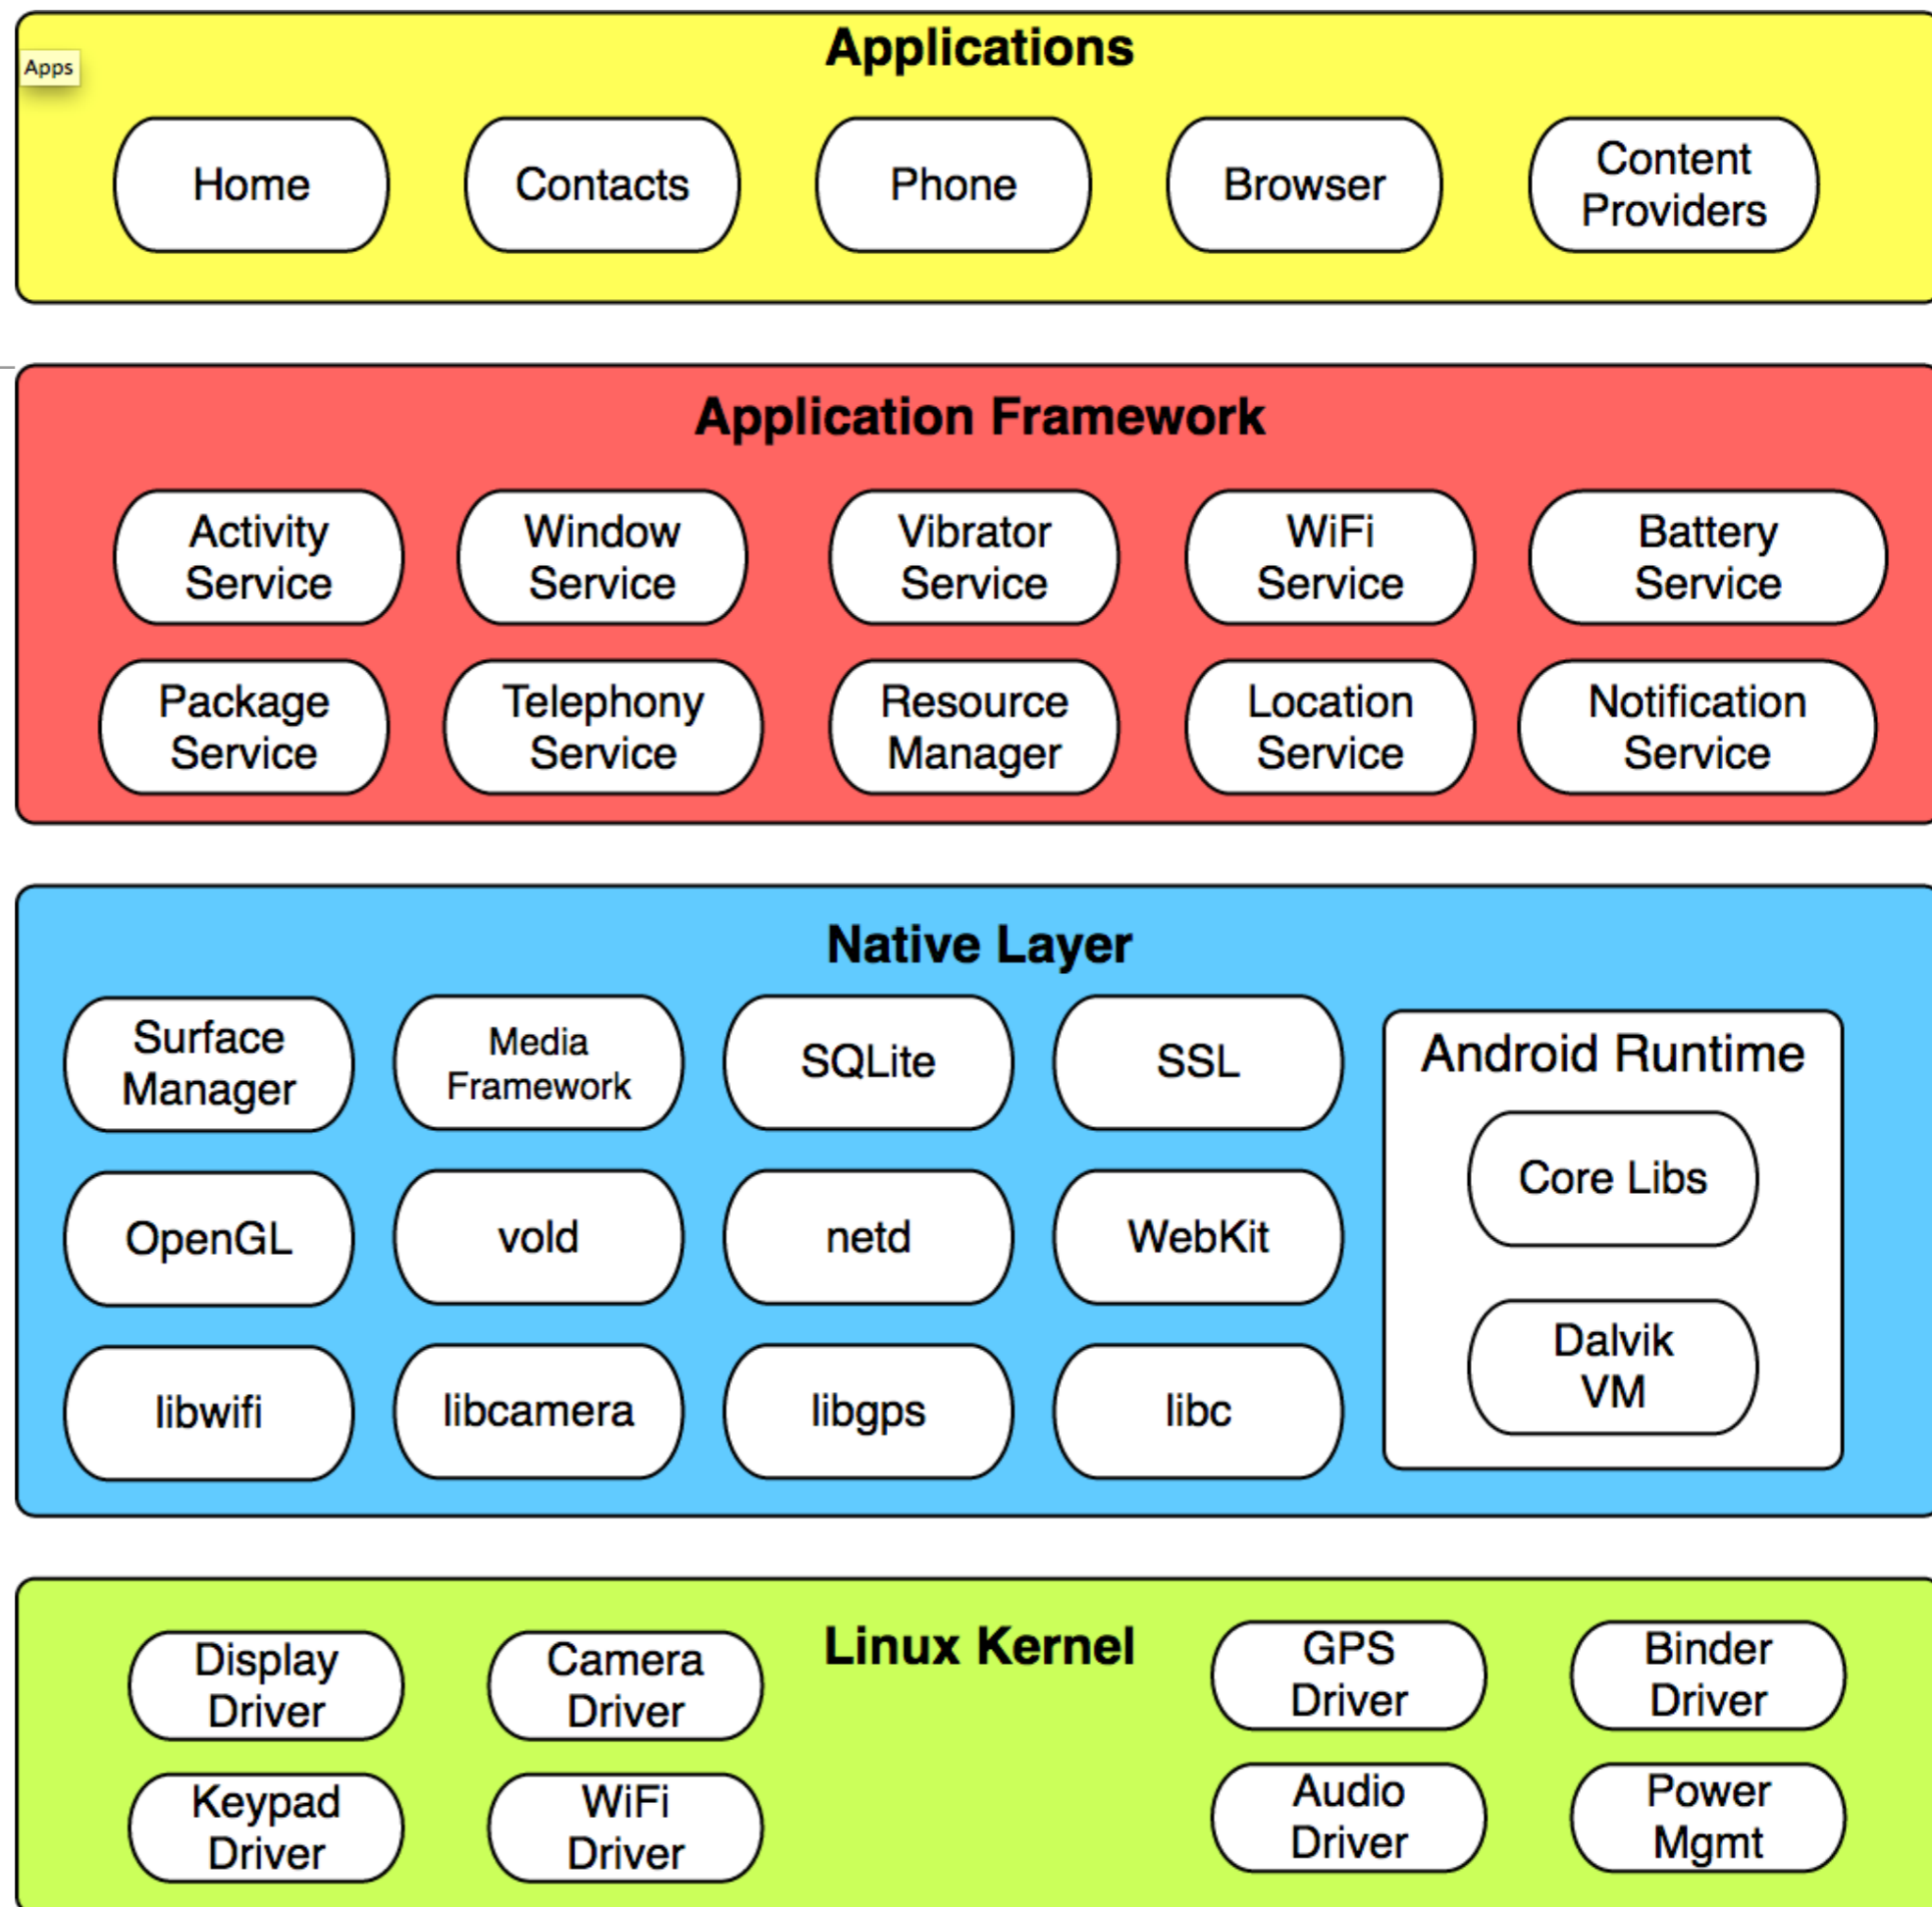 Applications
Apps
Home
Contacts
Phone
Browser
Content
Providers
Application Framework
Activity
Service
Window
Service
Vibrator
Service
WiFi
Service
Battery
Service
Package
Service
Telephony
Service
Resource
Manager
Location
Service
Notification
Service
Native Layer
Surface
Manager
Media
Framework
SQLite
SSL
OpenGL
vold
netd
WebKit
libwifi
libcamera
libgps
libc
Android Runtime
Core Libs
Dalvik
VM
Linux Kernel
Display
Driver
Camera
Driver
GPS
Driver
Binder
Driver
Keypad
Driver
WiFi
Driver
Audio
Driver
Power
Mgmt